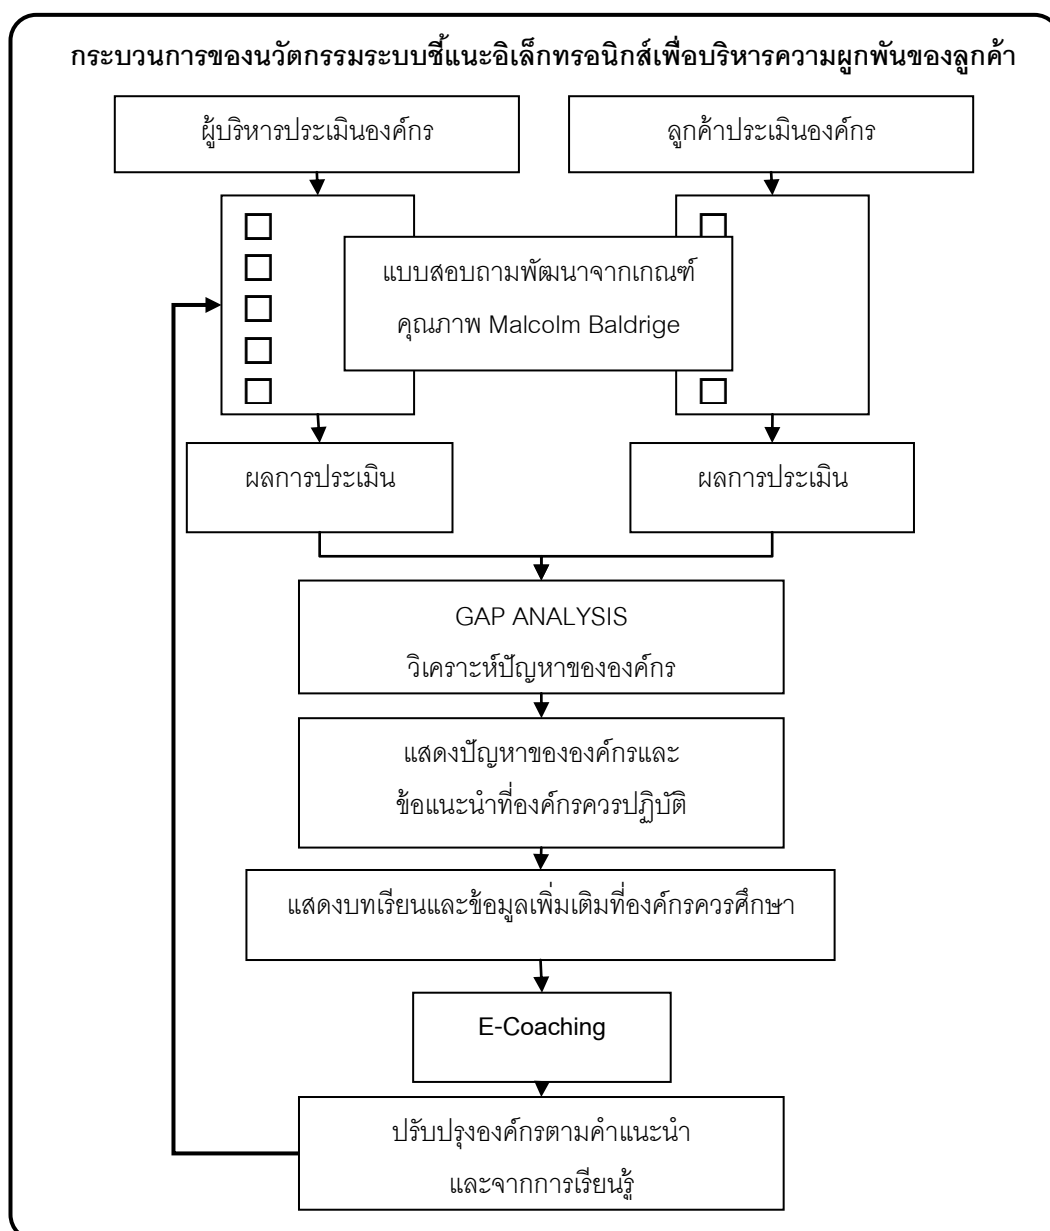 กระบวนการของนวัตกรรมระบบชี้แนะอิเล็กทรอนิกส์เพื่อบริหารความผูกพันของลูกค้า
ผู้บริหารประเมินองค์กร
ลูกค้าประเมินองค์กร
แบบสอบถามพัฒนาจากเกณฑ์
คุณภาพ Malcolm Baldrige
ผลการประเมิน
ผลการประเมิน
GAP ANALYSIS
วิเคราะห์ปัญหาขององค์กร
แสดงปัญหาขององค์กรและ
ข้อแนะนำที่องค์กรควรปฏิบัติ
แสดงบทเรียนและข้อมูลเพิ่มเติมที่องค์กรควรศึกษา
E-Coaching
ปรับปรุงองค์กรตามคำแนะนำ
และจากการเรียนรู้